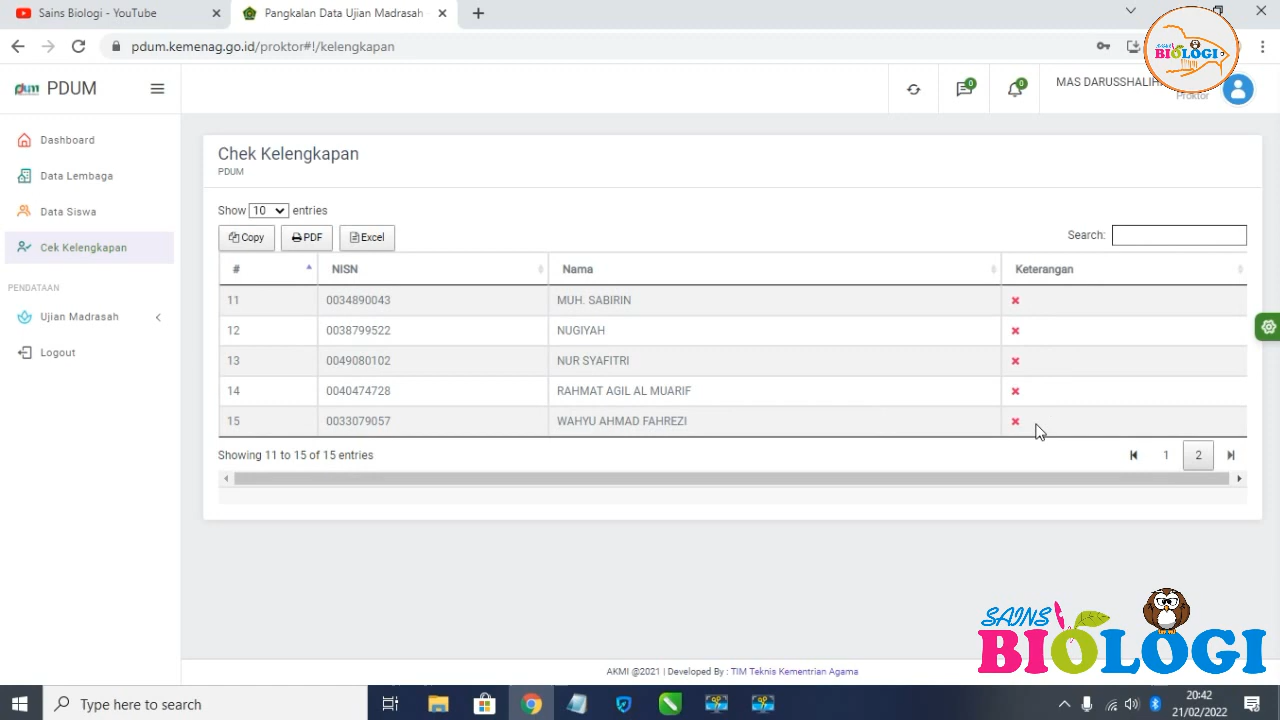 Sains Biologi - YouTube
Pangkalan Data Ujian Madrasah
pdum.kemenag.go.id/proktor#!/kelengkapan
SAINS
BIOLOGI
PDUM
0
0
MAS DARUSSHALIH
Proktor
Dashboard
Data Lembaga
Data Siswa
Cek Kelengkapan
PENDATAAN
Ujian Madrasah
Logout
Chek Kelengkapan
PDUM
Show 10 entries
Copy PDF Excel
Search:
# NISN Nama Keterangan
11 0034890043 MUH. SABIRIN
12 0038799522 NUGIYAH
13 0049080102 NUR SYAFITRI
14 0040474728 RAHMAT AGIL AL MUARIF
15 0033079057 WAHYU AHMAD FAHREZI
Showing 11 to 15 of 15 entries
1 2
SAINS
BIOLOGI
AKMI @2021 | Developed By : TIM Teknis Kementrian Agama
Type here to search
20:42
21/02/2022